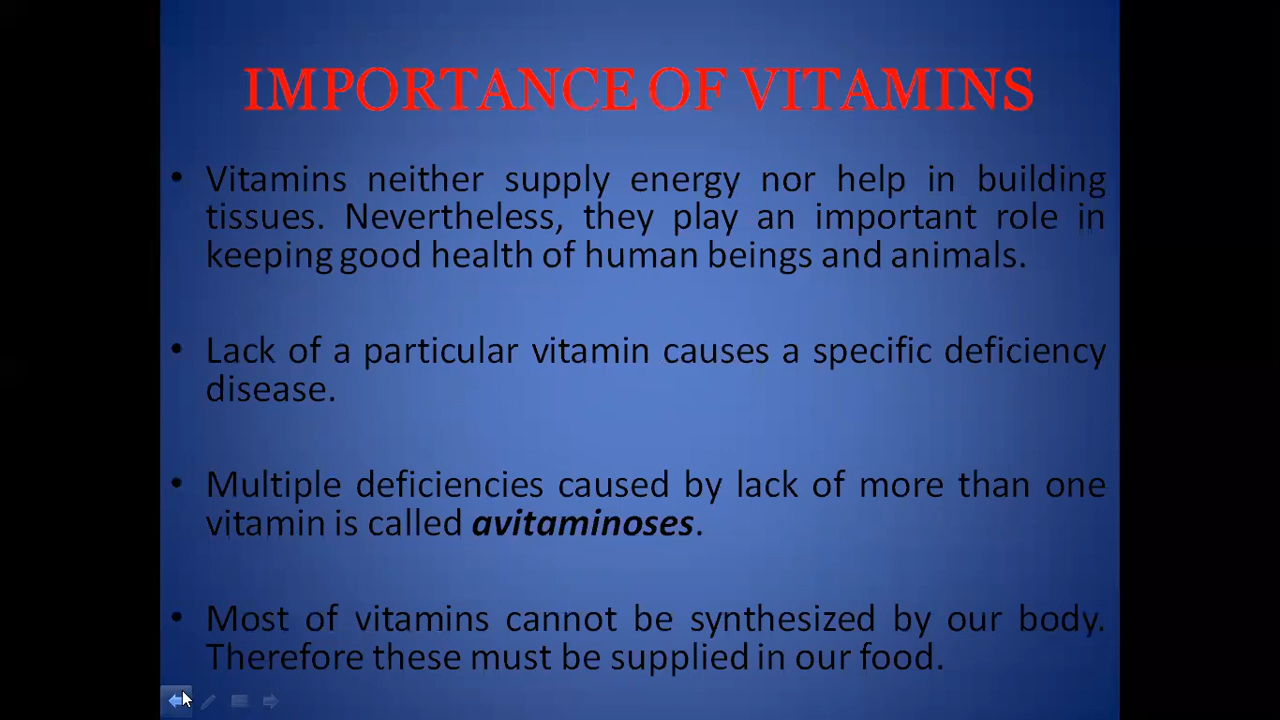 IMPORTANCE OF VITAMINS
• Vitamins neither supply energy nor help in building
tissues. Nevertheless, they play an important role in
keeping good health of human beings and animals.
• Lack of a particular vitamin causes a specific deficiency
disease.
• Multiple deficiencies caused by lack of more than one
vitamin is called avitaminoses.
• Most of vitamins cannot be synthesized by our body.
Therefore these must be supplied in our food.